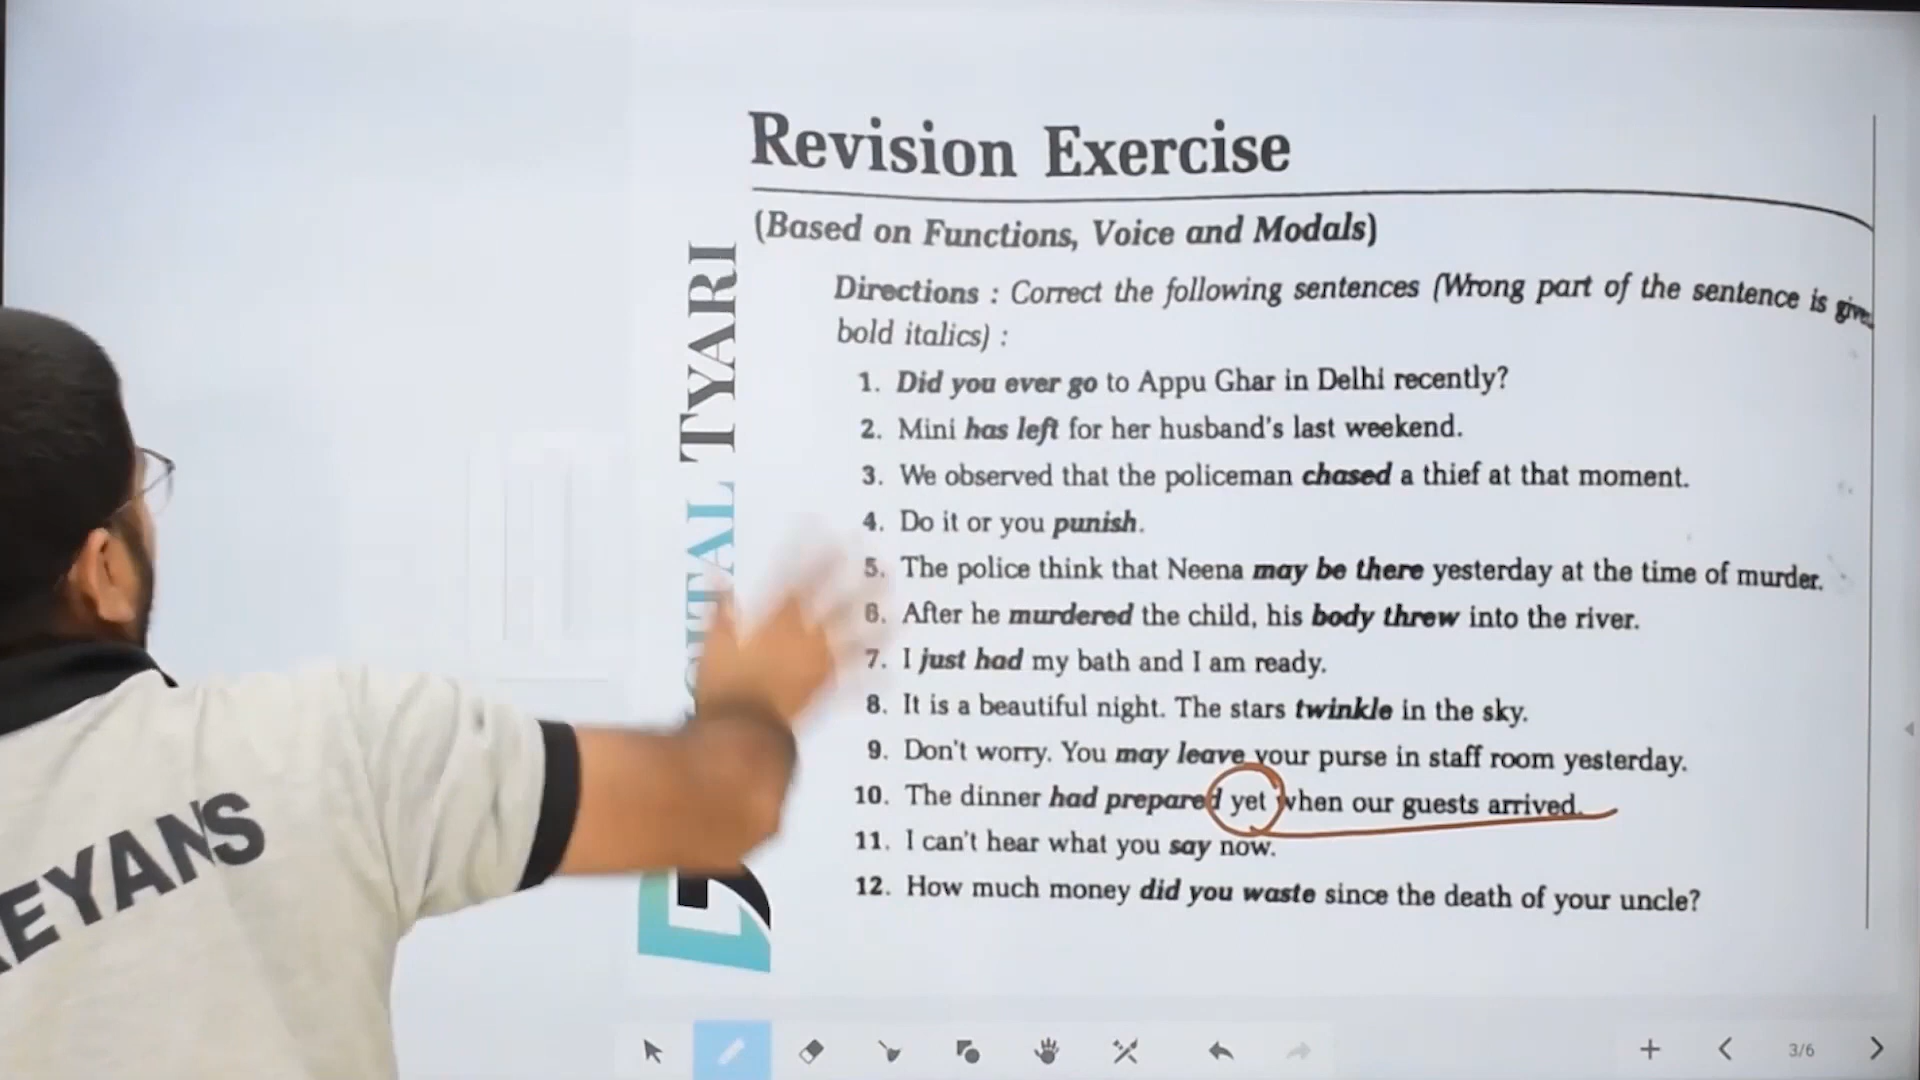 Revision Exercise
(Based on Functions, Voice and Modals)
Directions : Correct the following sentences (Wrong part of the sentence is
bold italics) :
1. Did you ever go to Appu Ghar in Delhi recently?
2. Mini has left for her husband's last weekend.
3. We observed that the policeman chased a thief at that moment.
4. Do it or you punish.
5. The police think that Neena may be there yesterday at the time of murder.
6. After he murdered the child, his body threw into the river.
7. I just had my bath and I am ready.
8. It is a beautiful night. The stars twinkle in the sky.
9. Don't worry. You may leave your purse in staff room yesterday.
10. The dinner had prepared yet when our guests arrived.
11. I can't hear what you say now.
12. How much money did you waste since the death of your uncle?
TYARI
3/6